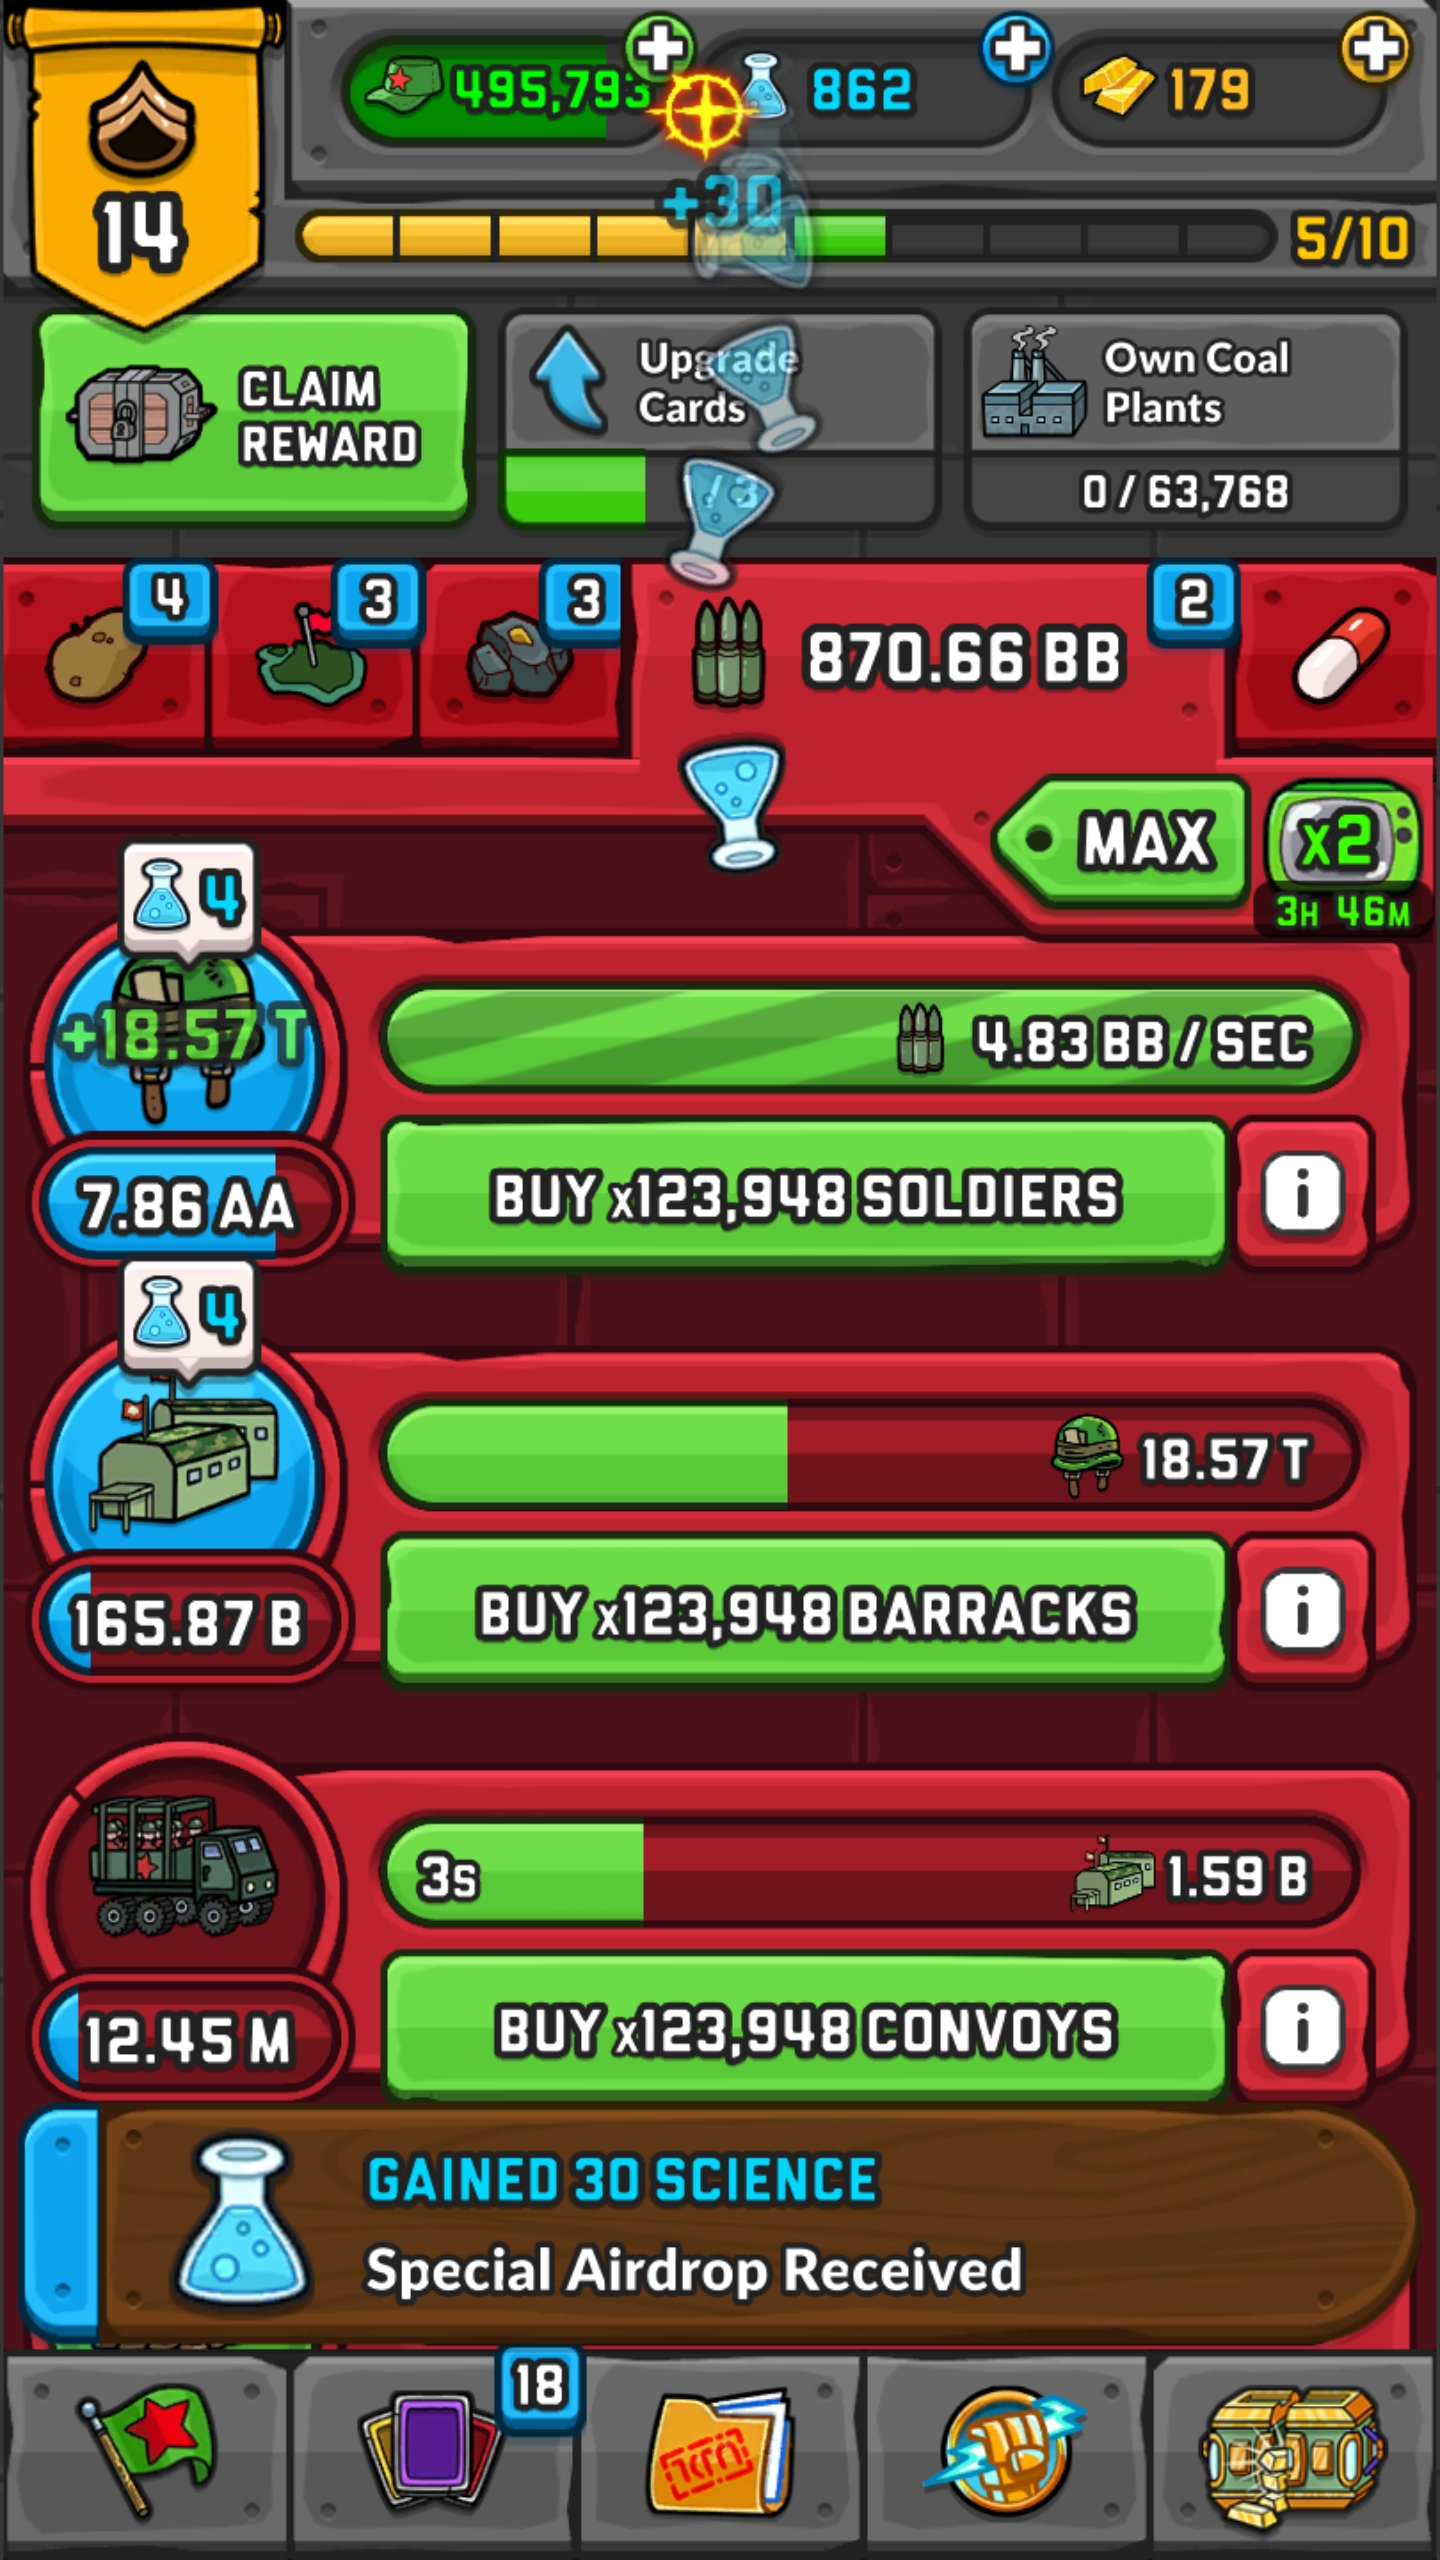 14
495,793
862
179
+30
5/10
CLAIM
REWARD
Upgrade
Cards
/3
Own Coal
Plants
0 / 63,768
4
3
3
870.66 BB
2
MAX
x2
3H 46M
4
+18.57 T
4.83 BB / SEC
7.86 AA
BUY x123,948 SOLDIERS
i
4
18.57 T
165.87 B
BUY x123,948 BARRACKS
i
3s
1.59 B
12.45 M
BUY x123,948 CONVOYS
i
GAINED 30 SCIENCE
Special Airdrop Received
18